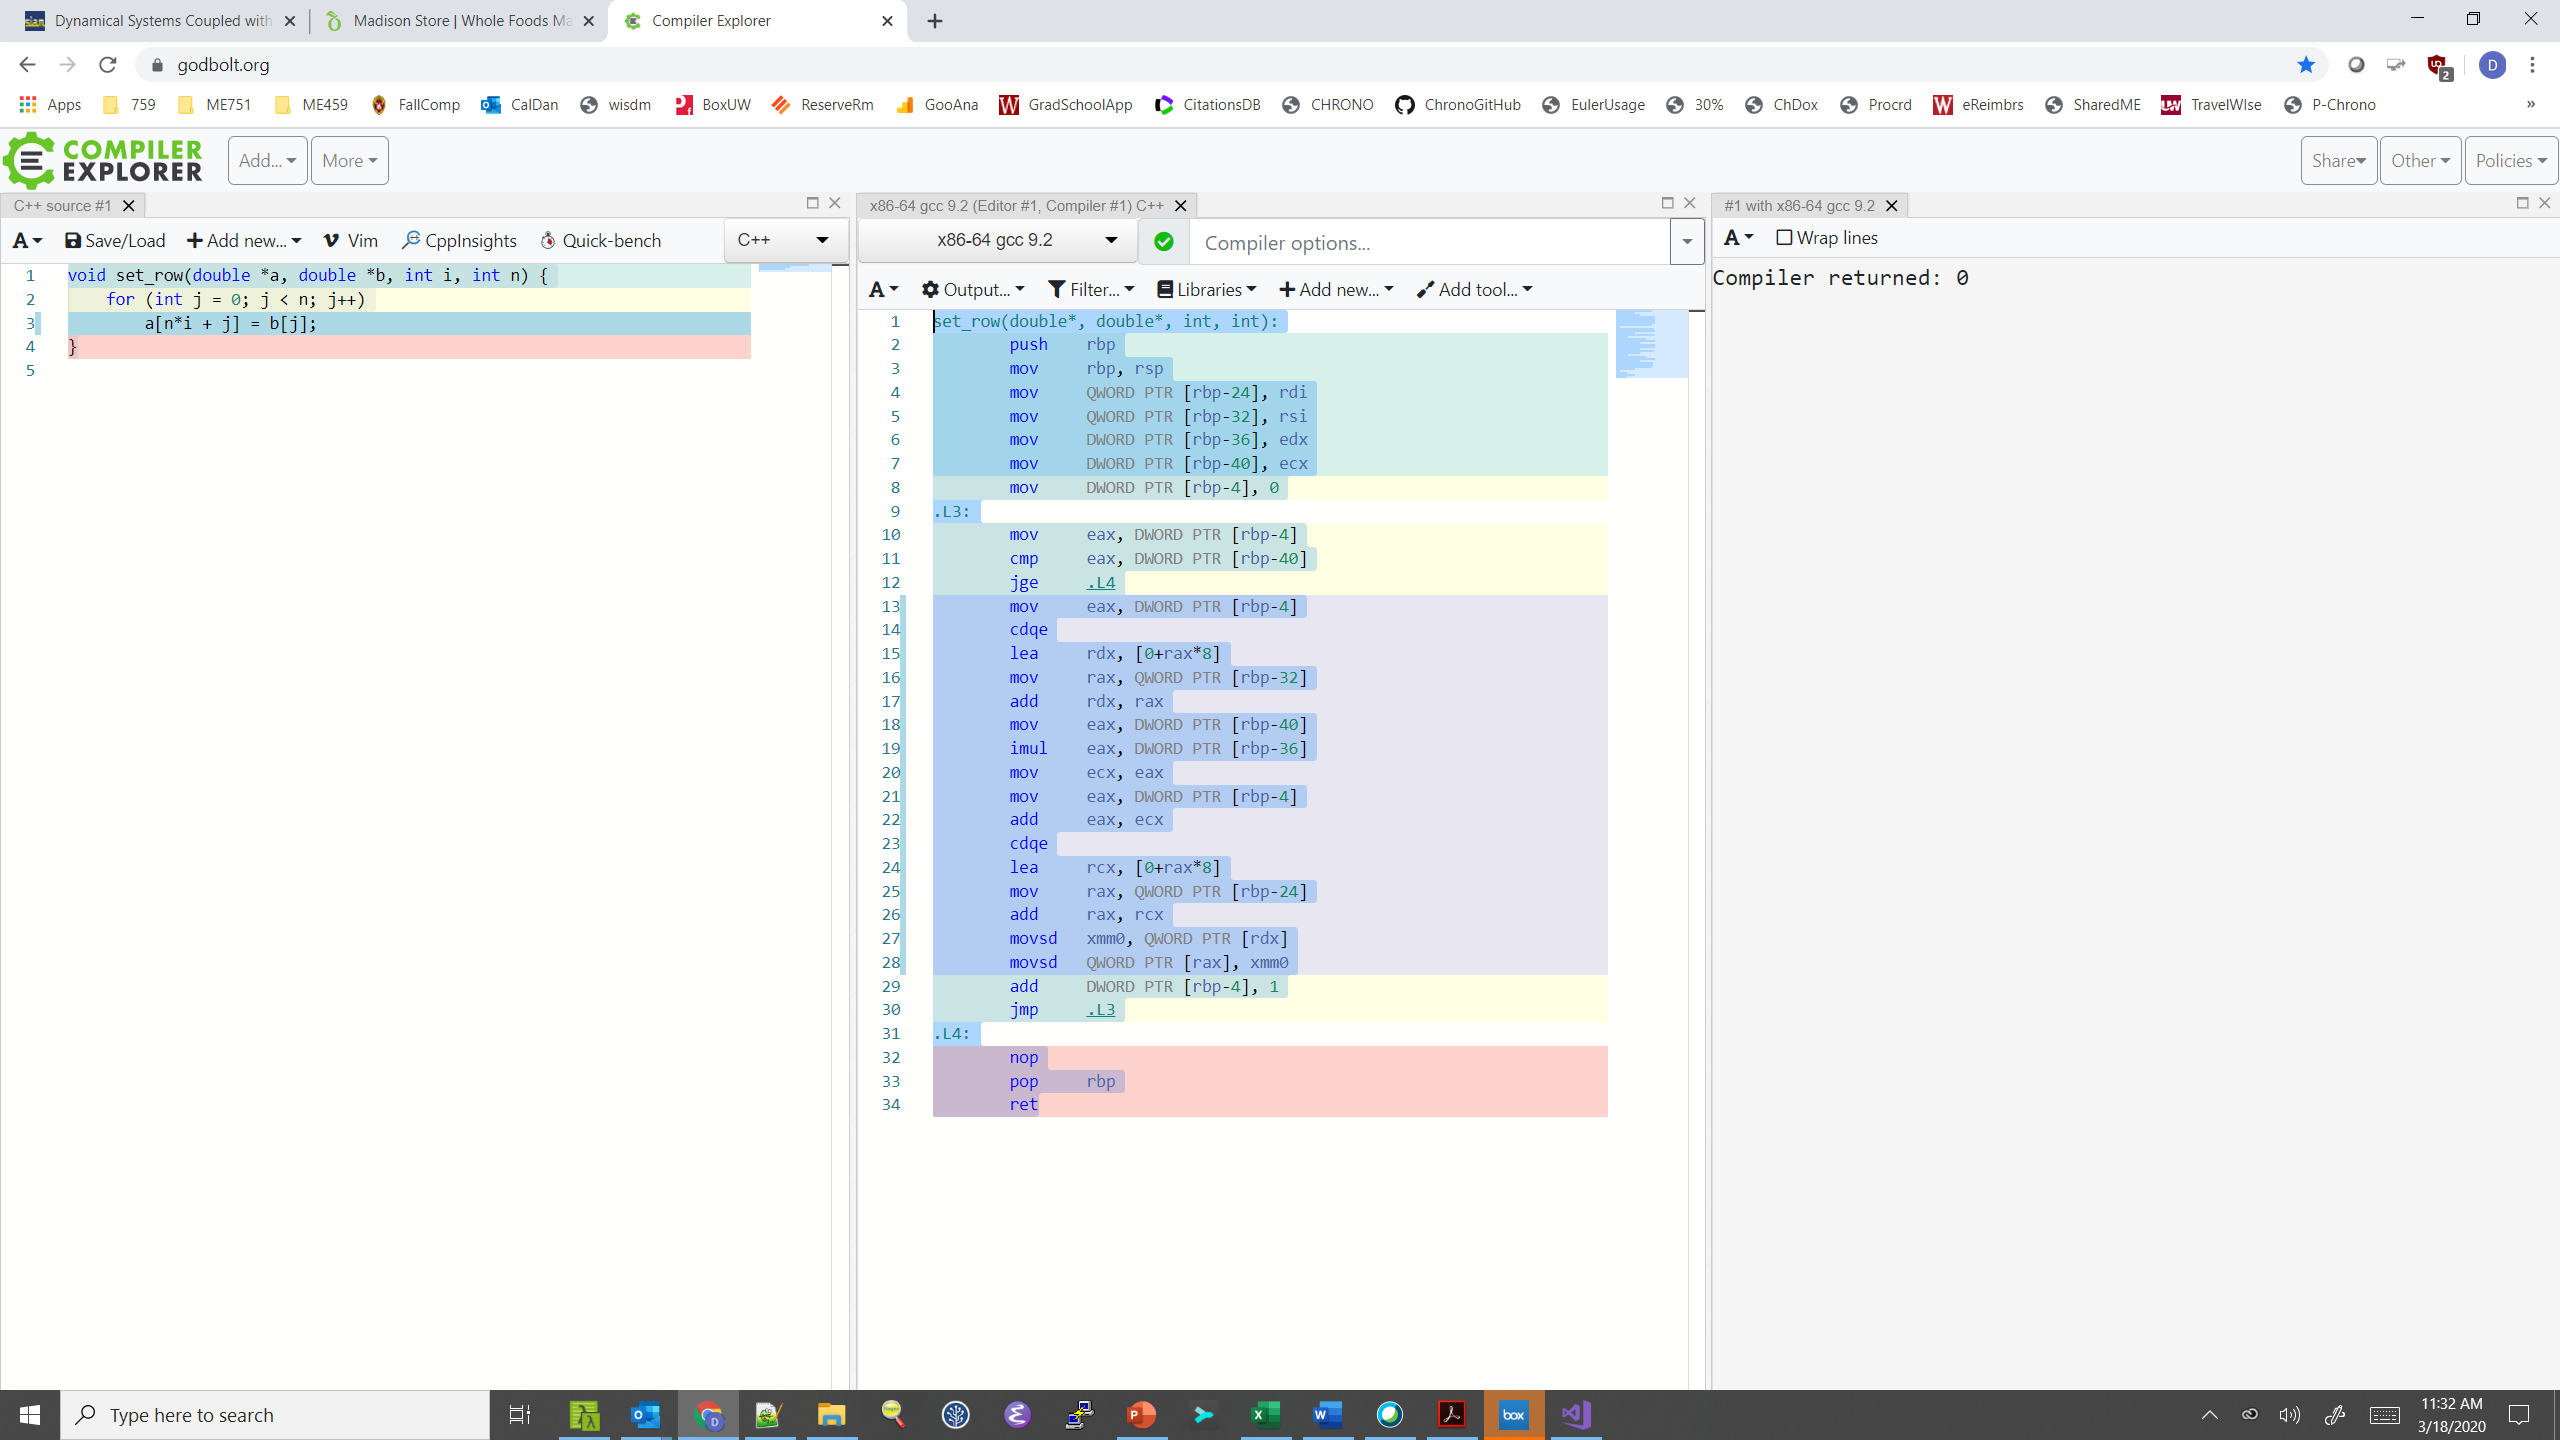 Dynamical Systems Coupled with
Madison Store | Whole Foods Ma
Compiler Explorer
godbolt.org
2
D
Apps 759 ME751 ME459 FallComp CalDan wisdm BoxUW ReserveRm GooAna GradSchoolApp CitationsDB CHRONO ChronoGitHub EulerUsage 30% ChDox Procrd eReimbrs SharedME TravelWIse P-Chrono »
COMPILER EXPLORER
Add... More
Share Other Policies
C++ source #1
A Save/Load + Add new... Vim CppInsights Quick-bench C++
1 void set_row(double *a, double *b, int i, int n) {
2 for (int j = 0; j < n; j++)
3 a[n*i + j] = b[j];
4 }
5
x86-64 gcc 9.2 (Editor #1, Compiler #1) C++
x86-64 gcc 9.2 Compiler options...
A Output... Filter... Libraries + Add new... Add tool...
1 set_row(double*, double*, int, int):
2 push rbp
3 mov rbp, rsp
4 mov QWORD PTR [rbp-24], rdi
5 mov QWORD PTR [rbp-32], rsi
6 mov DWORD PTR [rbp-36], edx
7 mov DWORD PTR [rbp-40], ecx
8 mov DWORD PTR [rbp-4], 0
9 .L3:
10 mov eax, DWORD PTR [rbp-4]
11 cmp eax, DWORD PTR [rbp-40]
12 jge .L4
13 mov eax, DWORD PTR [rbp-4]
14 cdqe
15 lea rdx, [0+rax*8]
16 mov rax, QWORD PTR [rbp-32]
17 add rdx, rax
18 mov eax, DWORD PTR [rbp-40]
19 imul eax, DWORD PTR [rbp-36]
20 mov ecx, eax
21 mov eax, DWORD PTR [rbp-4]
22 add eax, ecx
23 cdqe
24 lea rcx, [0+rax*8]
25 mov rax, QWORD PTR [rbp-24]
26 add rax, rcx
27 movsd xmm0, QWORD PTR [rdx]
28 movsd QWORD PTR [rax], xmm0
29 add DWORD PTR [rbp-4], 1
30 jmp .L3
31 .L4:
32 nop
33 pop rbp
34 ret
#1 with x86-64 gcc 9.2
A Wrap lines
Compiler returned: 0
Type here to search
box
11:32 AM
3/18/2020